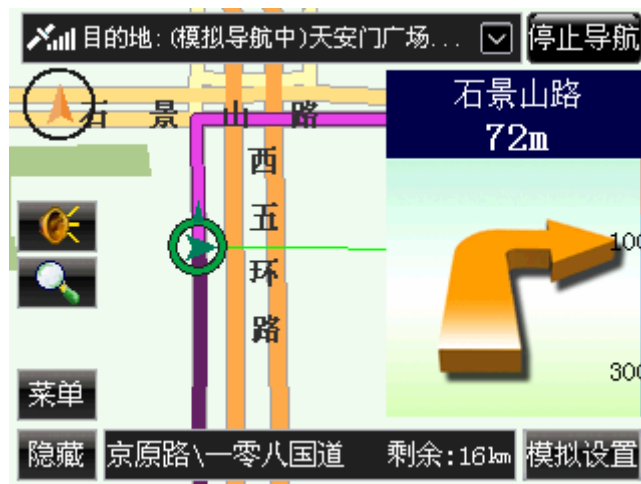 目的地:(模拟导航中)天安门广场...
停止导航
石景山路
72m
石景山路
西五环路
100
300
菜单
隐藏
京原路\一零八国道
剩余:16km
模拟设置